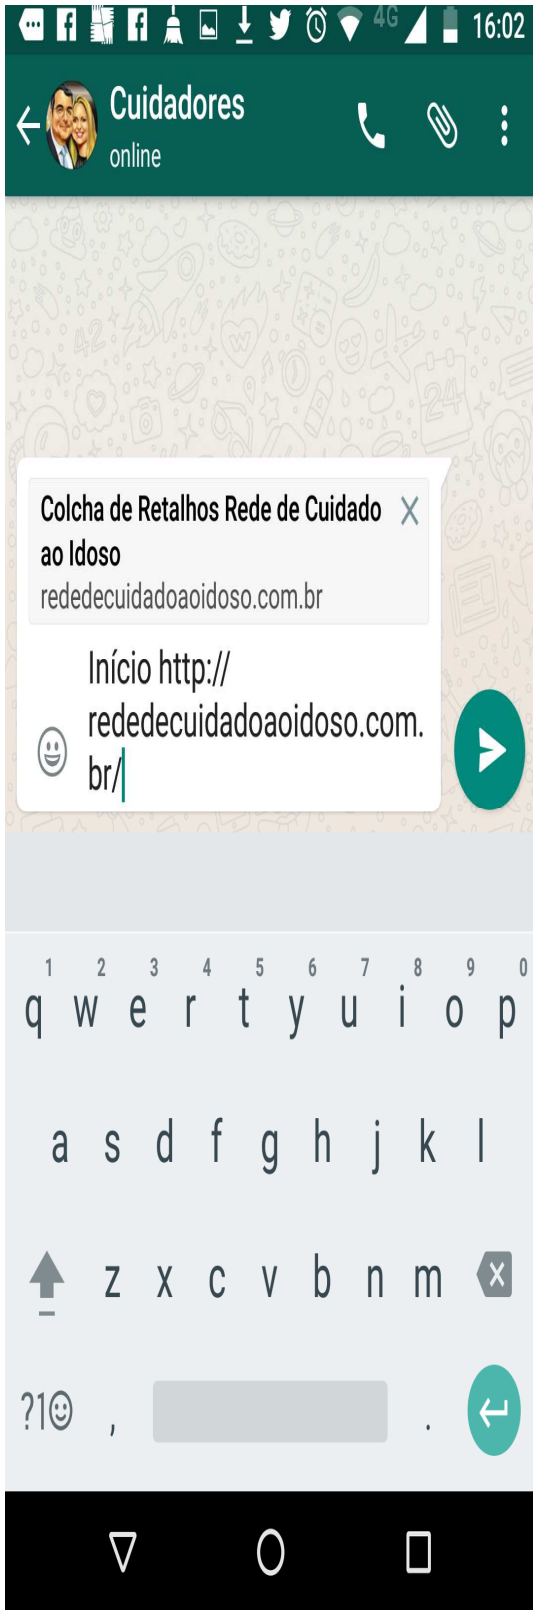 4G 16:02
Cuidadores
online
Colcha de Retalhos Rede de Cuidado
ao Idoso
rededecuidadoaoidoso.com.br
Início http://
rededecuidadoaoidoso.com.
br/
1 2 3 4 5 6 7 8 9 0
q w e r t y u i o p
a s d f g h j k l
z x c v b n m
?1 , .